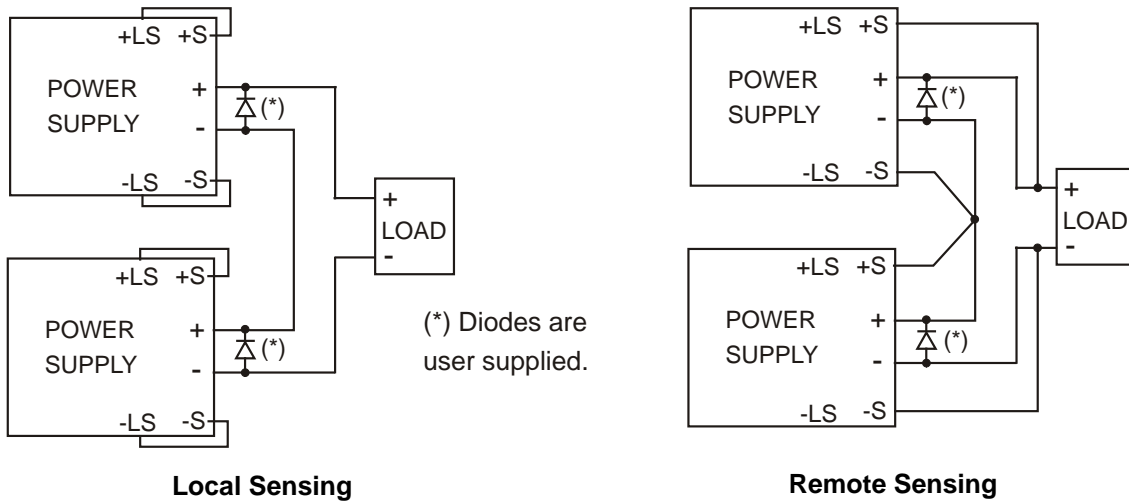 +LS +S
POWER
SUPPLY
+
-
(*)
-LS -S
+LS +S
POWER
SUPPLY
+
-
(*)
-LS -S
+
LOAD
-
(*) Diodes are
user supplied.
Local Sensing
+LS +S
POWER
SUPPLY
+
-
(*)
-LS -S
+LS +S
POWER
SUPPLY
+
-
(*)
-LS -S
+
LOAD
-
Remote Sensing